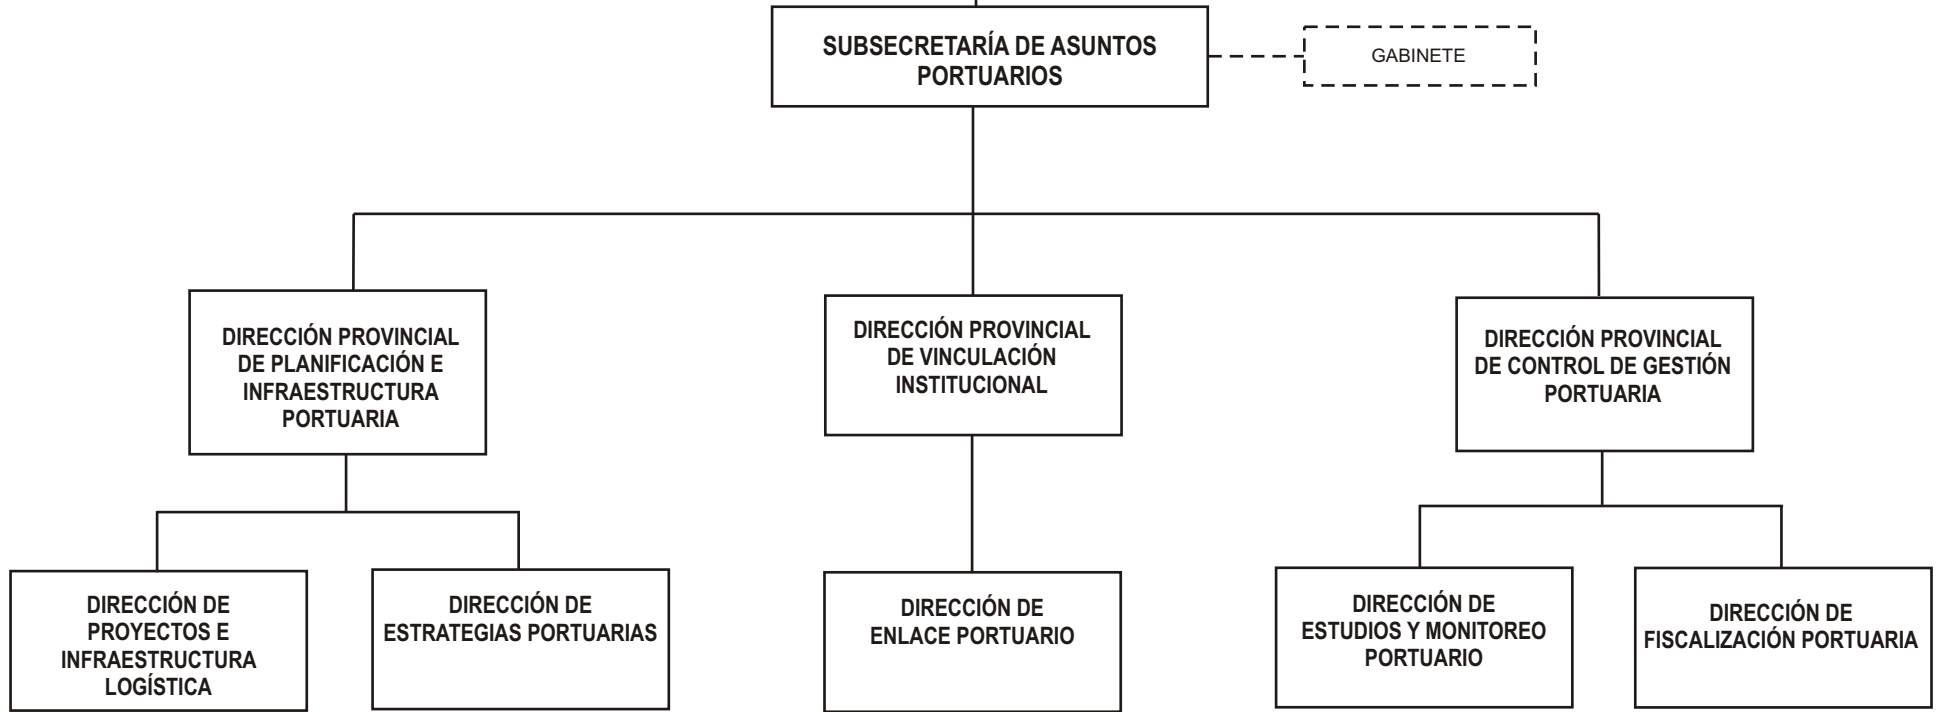 SUBSECRETARÍA DE ASUNTOS
PORTUARIOS
GABINETE
DIRECCIÓN PROVINCIAL
DE PLANIFICACIÓN E
INFRAESTRUCTURA
PORTUARIA
DIRECCIÓN PROVINCIAL
DE VINCULACIÓN
INSTITUCIONAL
DIRECCIÓN PROVINCIAL
DE CONTROL DE GESTIÓN
PORTUARIA
DIRECCIÓN DE
PROYECTOS E
INFRAESTRUCTURA
LOGÍSTICA
DIRECCIÓN DE
ESTRATEGIAS PORTUARIAS
DIRECCIÓN DE
ENLACE PORTUARIO
DIRECCIÓN DE
ESTUDIOS Y MONITOREO
PORTUARIO
DIRECCIÓN DE
FISCALIZACIÓN PORTUARIA